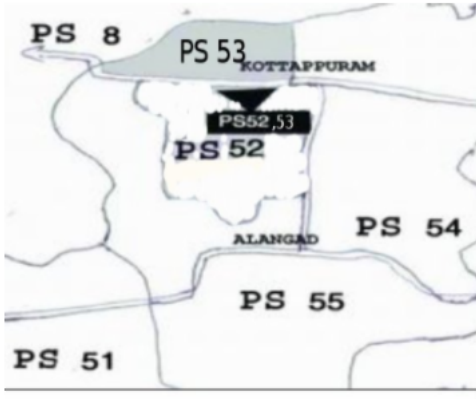 PS 8
PS 53
KOTTAPPURAM
PS52,53
PS 52
PS 54
ALANGAD
PS 55
PS 51